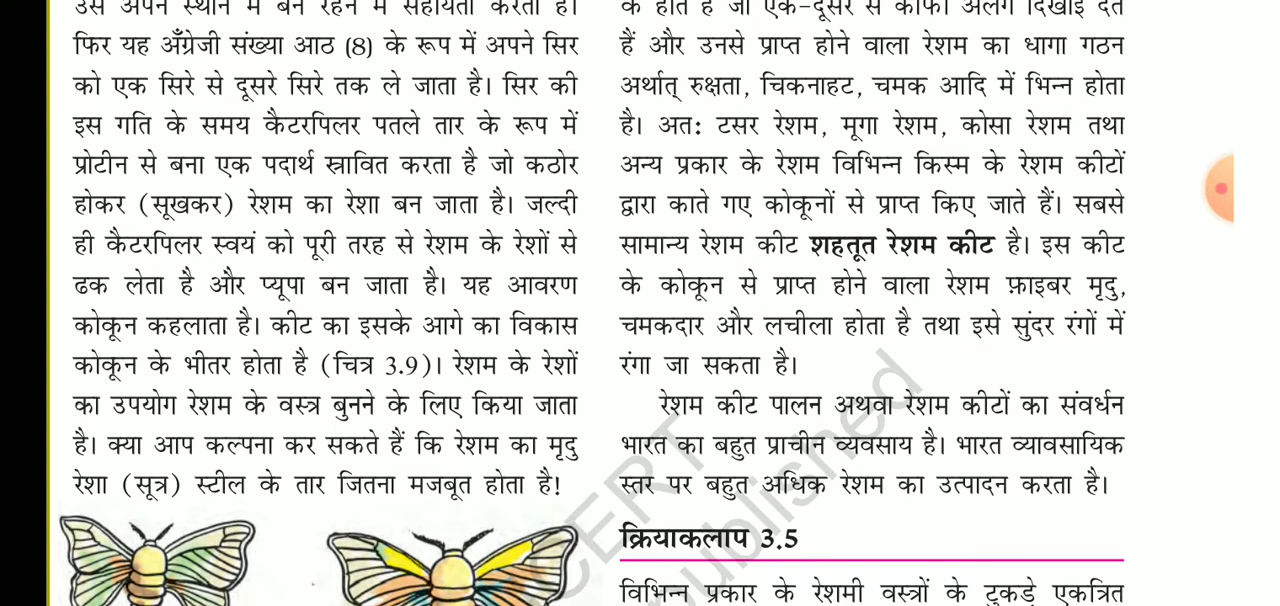 उसे अपने स्थान में बने रहने में सहायता करती है।
फिर यह अँग्रेजी संख्या आठ (8) के रूप में अपने सिर
को एक सिरे से दूसरे सिरे तक ले जाता है। सिर की
इस गति के समय कैटरपिलर पतले तार के रूप में
प्रोटीन से बना एक पदार्थ स्रावित करता है जो कठोर
होकर (सूखकर) रेशम का रेशा बन जाता है। जल्दी
ही कैटरपिलर स्वयं को पूरी तरह से रेशम के रेशों से
ढक लेता है और प्यूपा बन जाता है। यह आवरण
कोकून कहलाता है। कीट का इसके आगे का विकास
कोकून के भीतर होता है (चित्र 3.9)। रेशम के रेशों
का उपयोग रेशम के वस्त्र बुनने के लिए किया जाता
है। क्या आप कल्पना कर सकते हैं कि रेशम का मृदु
रेशा (सूत्र) स्टील के तार जितना मजबूत होता है!
के होते हैं जो एक-दूसरे से काफी अलग दिखाई देते
हैं और उनसे प्राप्त होने वाला रेशम का धागा गठन
अर्थात् रुक्षता, चिकनाहट, चमक आदि में भिन्न होता
है। अतः टसर रेशम, मूगा रेशम, कोसा रेशम तथा
अन्य प्रकार के रेशम विभिन्न किस्म के रेशम कीटों
द्वारा काते गए कोकूनों से प्राप्त किए जाते हैं। सबसे
सामान्य रेशम कीट शहतूत रेशम कीट है। इस कीट
के कोकून से प्राप्त होने वाला रेशम फ़ाइबर मृदु,
चमकदार और लचीला होता है तथा इसे सुंदर रंगों में
रंगा जा सकता है।
रेशम कीट पालन अथवा रेशम कीटों का संवर्धन
भारत का बहुत प्राचीन व्यवसाय है। भारत व्यावसायिक
स्तर पर बहुत अधिक रेशम का उत्पादन करता है।
क्रियाकलाप 3.5
विभिन्न प्रकार के रेशमी वस्त्रों के टुकड़े एकत्रित
NCERT
published